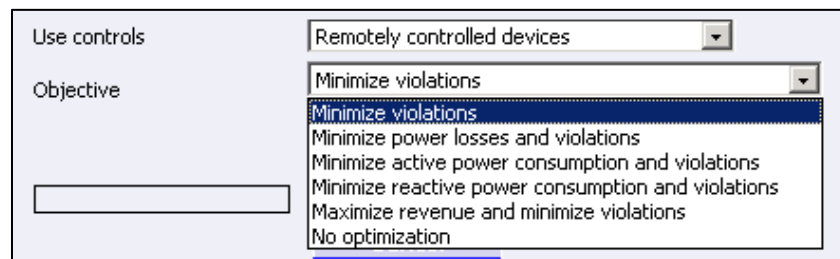 Use controls Remotely controlled devices
Objective Minimize violations
Minimize violations
Minimize power losses and violations
Minimize active power consumption and violations
Minimize reactive power consumption and violations
Maximize revenue and minimize violations
No optimization